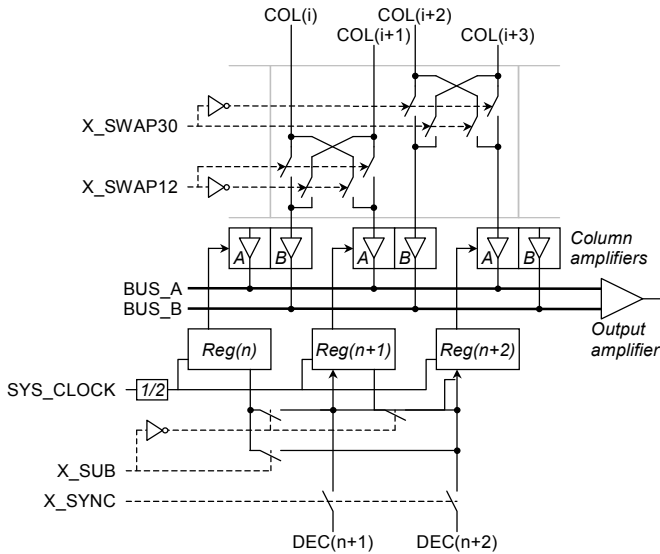 COL(i) COL(i+2)
COL(i+1) COL(i+3)
X_SWAP30
X_SWAP12
A B A B A B Column
amplifiers
BUS_A
BUS_B
Output
amplifier
Reg(n) Reg(n+1) Reg(n+2)
SYS_CLOCK 1/2
X_SUB
X_SYNC
DEC(n+1) DEC(n+2)